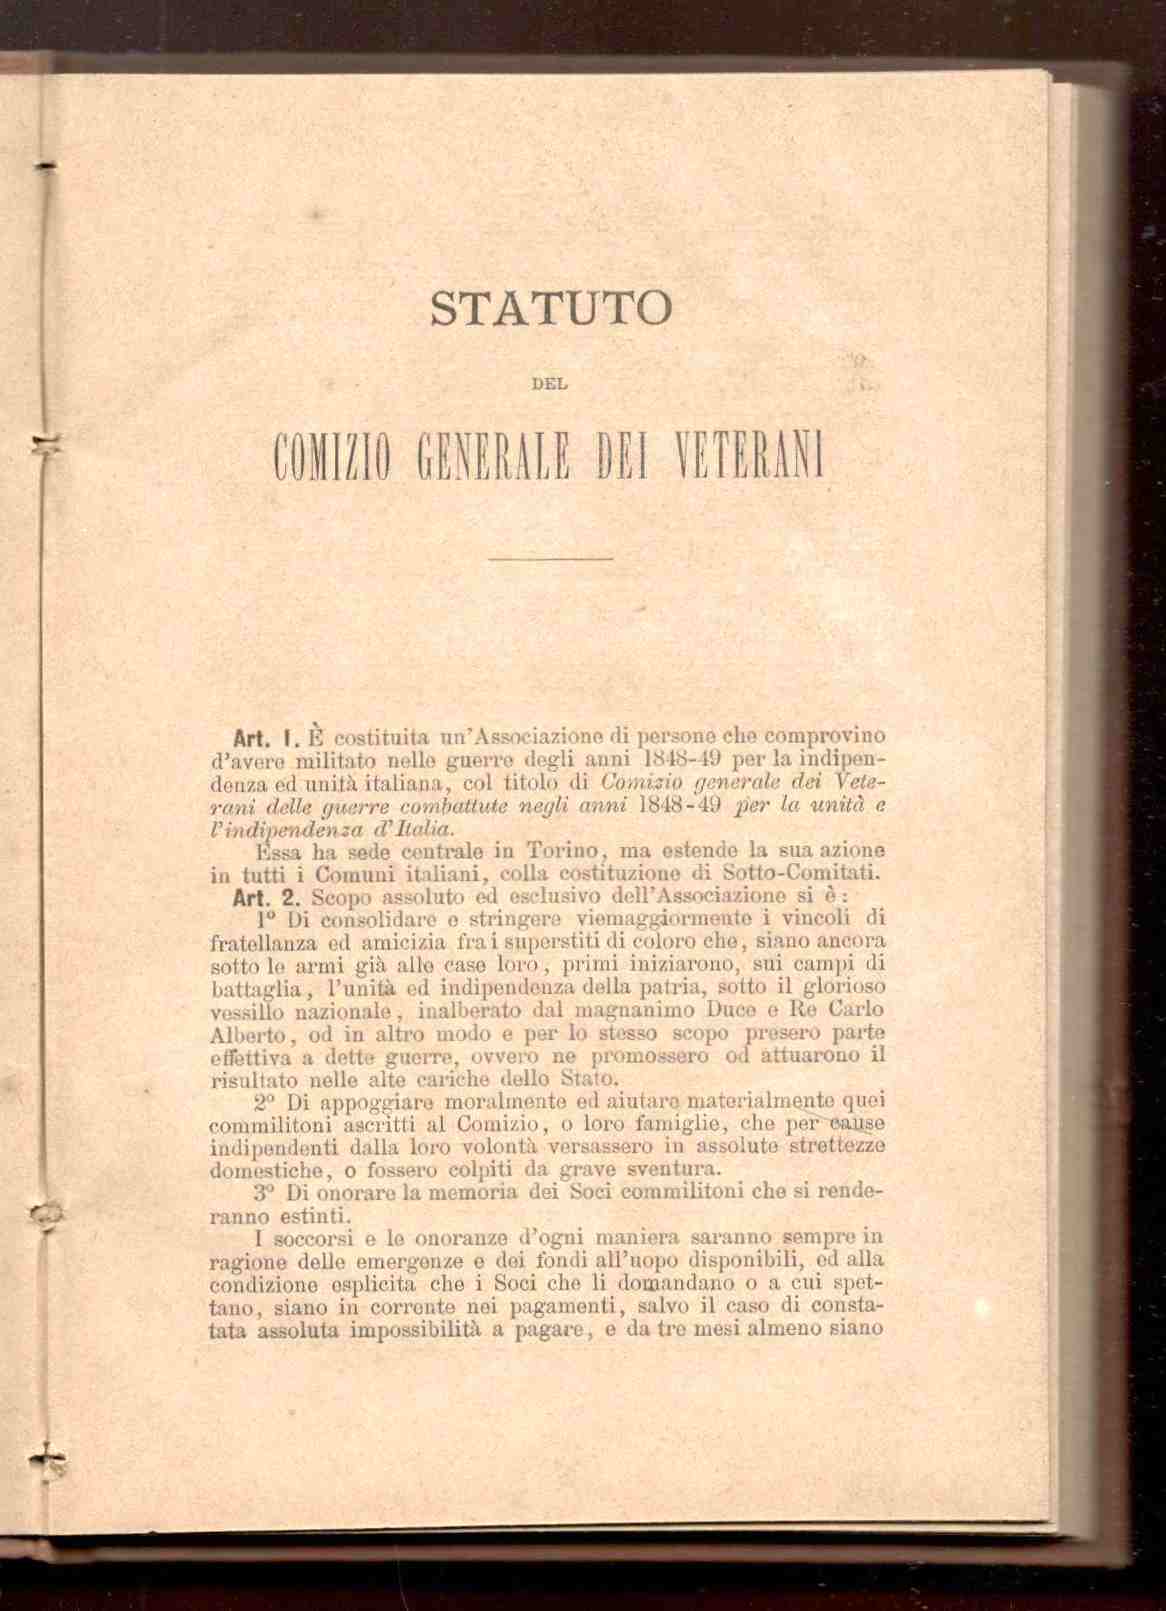 STATUTO
DEL
COMIZIO GENERALE DEI VETERANI
Art. 1. È costituita un'Associazione di persone che comprovino
d'avere militato nelle guerre degli anni 1848-49 per la indipen-
denza ed unità italiana, col titolo di Comizio generale dei Vete-
rani delle guerre combattute negli anni 1848-49 per la unità e
l'indipendenza d'Italia.
Essa ha sede centrale in Torino, ma estende la sua azione
in tutti i Comuni italiani, colla costituzione di Sotto-Comitati.
Art. 2. Scopo assoluto ed esclusivo dell'Associazione si è:
1º Di consolidare e stringere viemaggiormente i vincoli di
fratellanza ed amicizia fra i superstiti di coloro che, siano ancora
sotto le armi già alle case loro, primi iniziarono, sui campi di
battaglia, l'unità ed indipendenza della patria, sotto il glorioso
vessillo nazionale, inalberato dal magnanimo Duce e Re Carlo
Alberto, od in altro modo e per lo stesso scopo presero parte
effettiva a dette guerre, ovvero ne promossero od attuarono il
risultato nelle alte cariche dello Stato.
2º Di appoggiare moralmente ed aiutare materialmente quei
commilitoni ascritti al Comizio, o loro famiglie, che per cause
indipendenti dalla loro volontà versassero in assolute strettezze
domestiche, o fossero colpiti da grave sventura.
3º Di onorare la memoria dei Soci commilitoni che si rende-
ranno estinti.
I soccorsi e le onoranze d'ogni maniera saranno sempre in
ragione delle emergenze e dei fondi all'uopo disponibili, ed alla
condizione esplicita che i Soci che li domandano o a cui spet-
tano, siano in corrente nei pagamenti, salvo il caso di consta-
tata assoluta impossibilità a pagare, e da tre mesi almeno siano